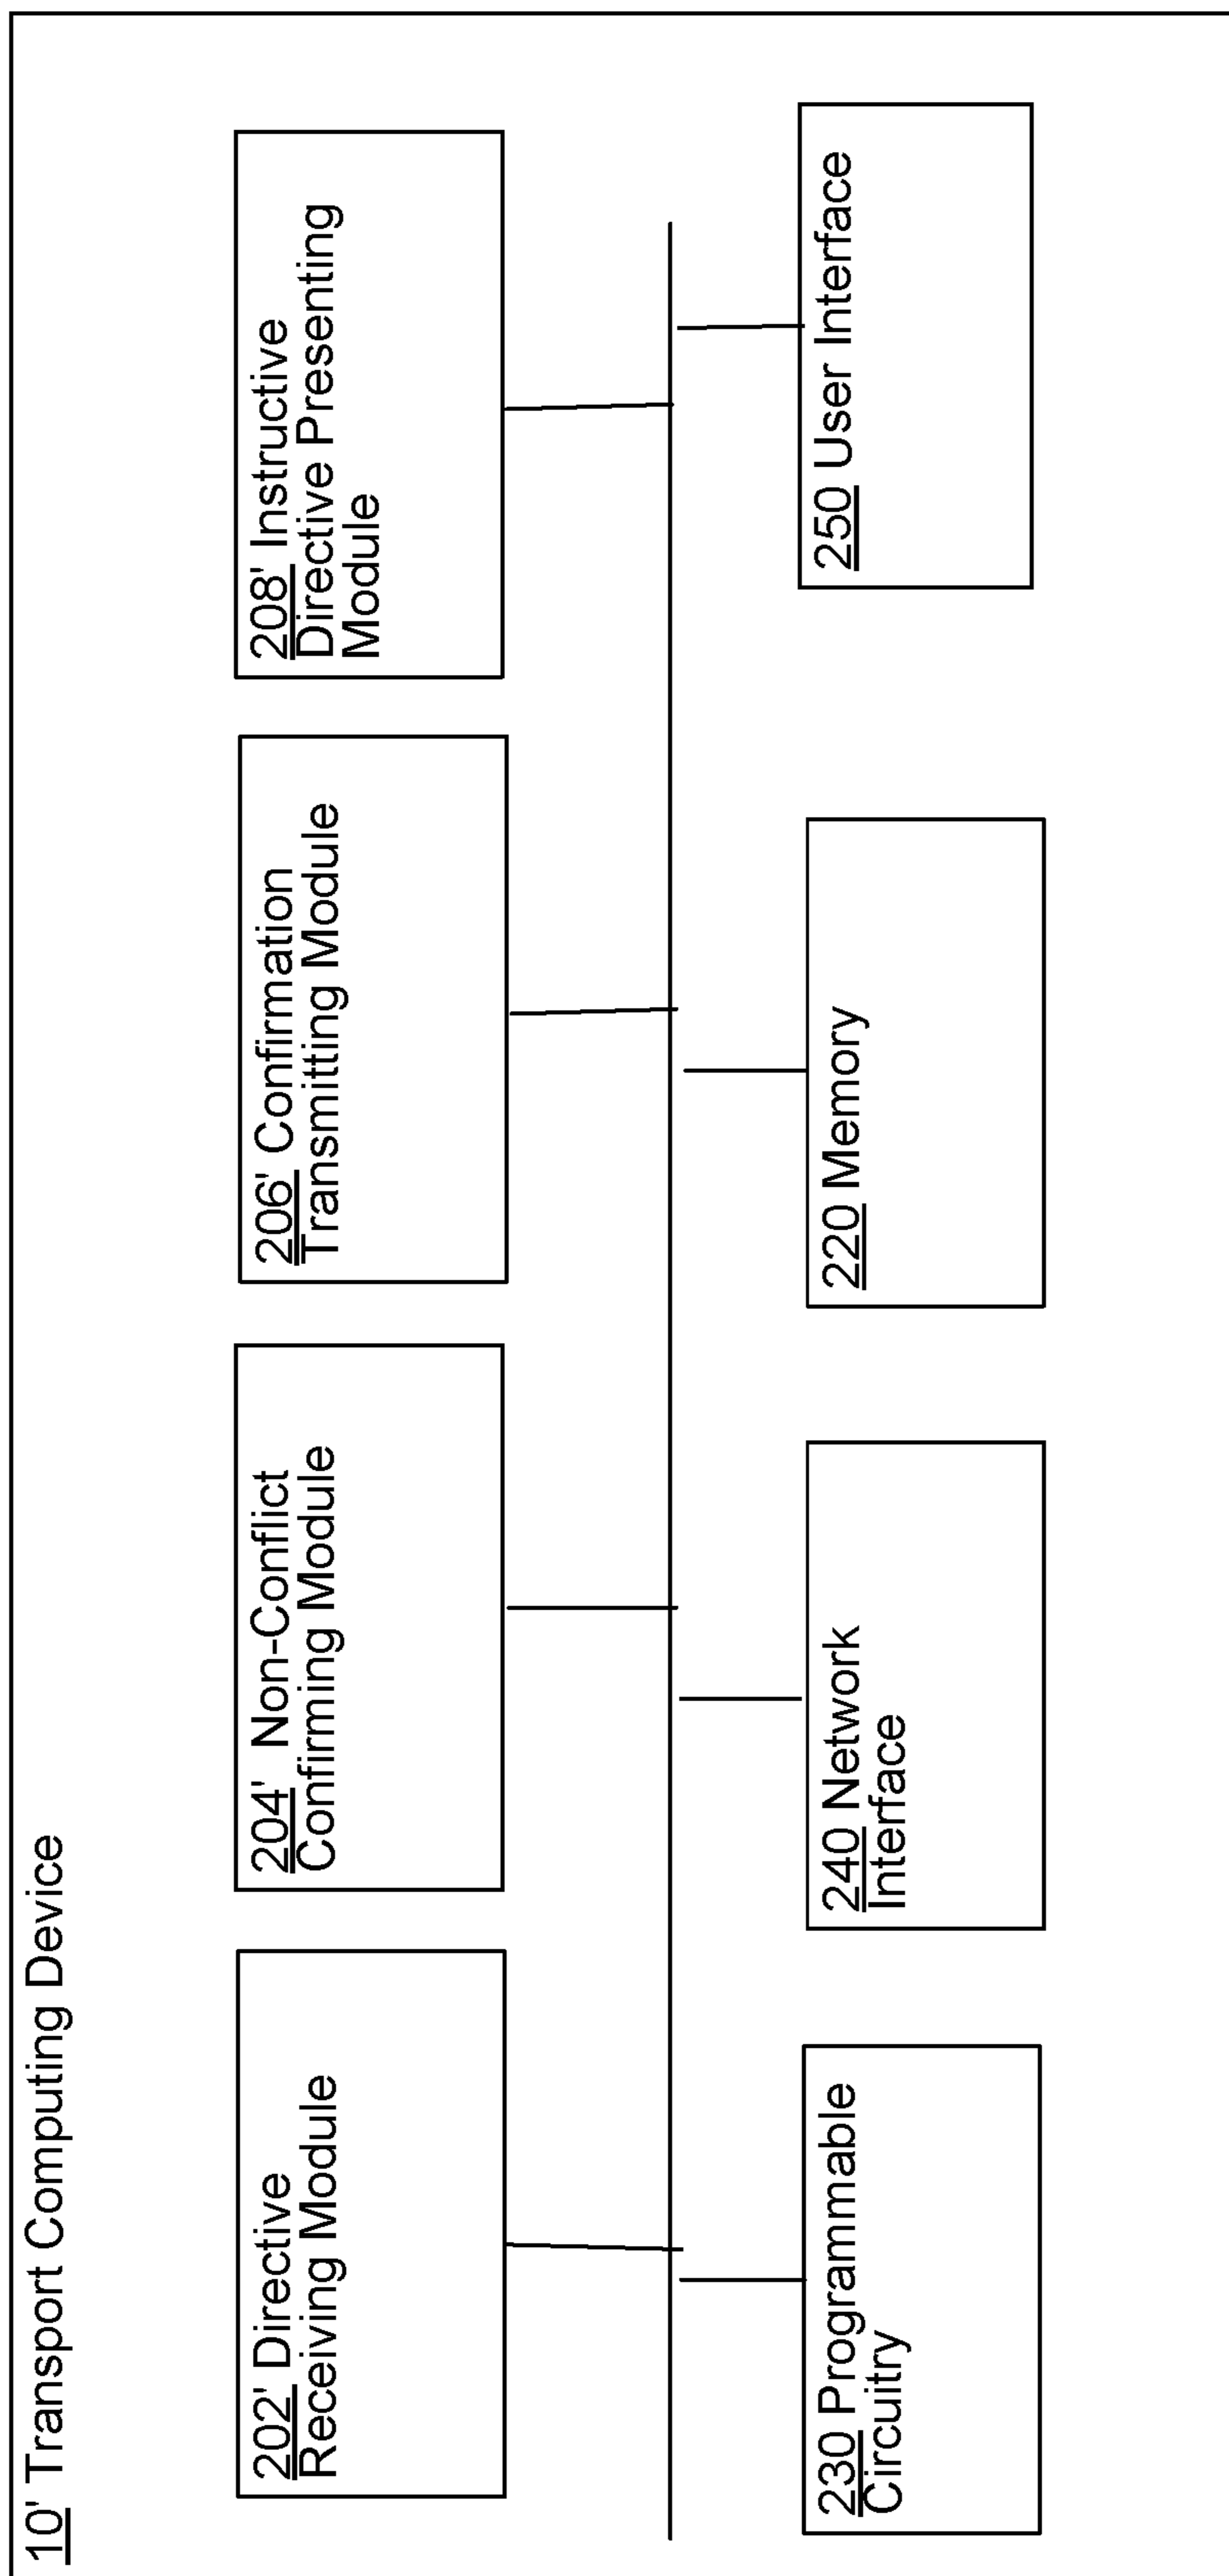 10' Transport Computing Device
202' Directive
Receiving Module
204' Non-Conflict
Confirming Module
206' Confirmation
Transmitting Module
208' Instructive
Directive Presenting
Module
230 Programmable
Circuitry
240 Network
Interface
220 Memory
250 User Interface